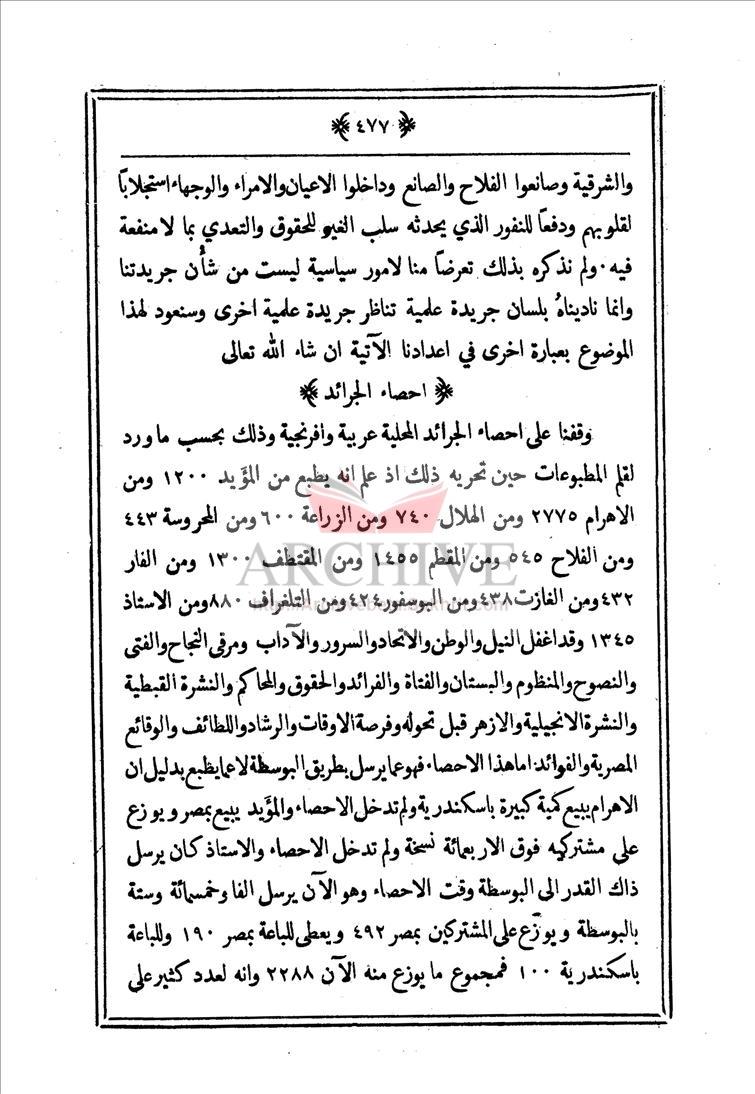 ﴿ ٤٧٧ ﴾
والشرقية وصانعوا الفلاح والصانع وداخلوا الاعيان والامراء والوجهاء استجلابًا
لقلوبهم ودفعًا للنفور الذي يحدثه سلب الغير للحقوق والتعدي بما لا منفعة
فيه . ولم نذكره بذلك تعرضًا منا لامور سياسية ليست من شأن جريدتنا
وانما ناديناهُ بلسان جريدة علمية تناظر جريدة علمية اخرى وسنعود لهذا
الموضوع بعبارة اخرى في اعدادنا الآتية ان شاء الله تعالى
﴿ احصاء الجرائد ﴾
وقفنا على احصاء الجرائد المحلية عربية وافرنجية وذلك بحسب ما ورد
لقلم المطبوعات حين تحريه ذلك اذ علم انه يطبع من المؤيد ١٢٠٠ ومن
الاهرام ٢٧٧٥ ومن الهلال ٧٤٠ ومن الزراعة ٦٠٠ ومن المحروسة ٤٤٣
ومن الفلاح ٥٤٥ ومن المقطم ١٤٥٥ ومن المقتطف ١٣٠٠ ومن الفار
٤٣٢ ومن الغازت ٤٣٨ ومن البوسفور ٤٢٤ ومن التلغراف ٨٨٠ ومن الاستاذ
١٣٤٥ وقد اغفل النيل والوطن والاتحاد والسرور والآداب ومرقى النجاح والفتى
والنصوح والمنظوم والبستان والفتاة والفرائد والحقوق والمحاكم والنشرة القبطية
والنشرة الانجيلية والازهر قبل تحوله وفرصة الاوقات والرشاد واللطائف والوقائع
المصرية والفوائد اما هذا الاحصاء فهو عما يرسل بطريق البوسطة لا عما يطبع بدليل ان
الاهرام يبيع كمية كبيرة باسكندرية ولم تدخل الاحصاء والمؤيد يبيع بمصر ويوزع
على مشتركيه فوق الاربعمائة نسخة ولم تدخل الاحصاء والاستاذ كان يرسل
ذاك القدر الى البوسطة وقت الاحصاء وهو الآن يرسل الفا وخمسمائة وستة
بالبوسطة ويوزّع على المشتركين بمصر ٤٩٢ ويعطى للباعة بمصر ١٩٠ وللباعة
باسكندرية ١٠٠ فمجموع ما يوزع منه الآن ٢٢٨٨ وانه لعدد كثير على
ARCHIVE